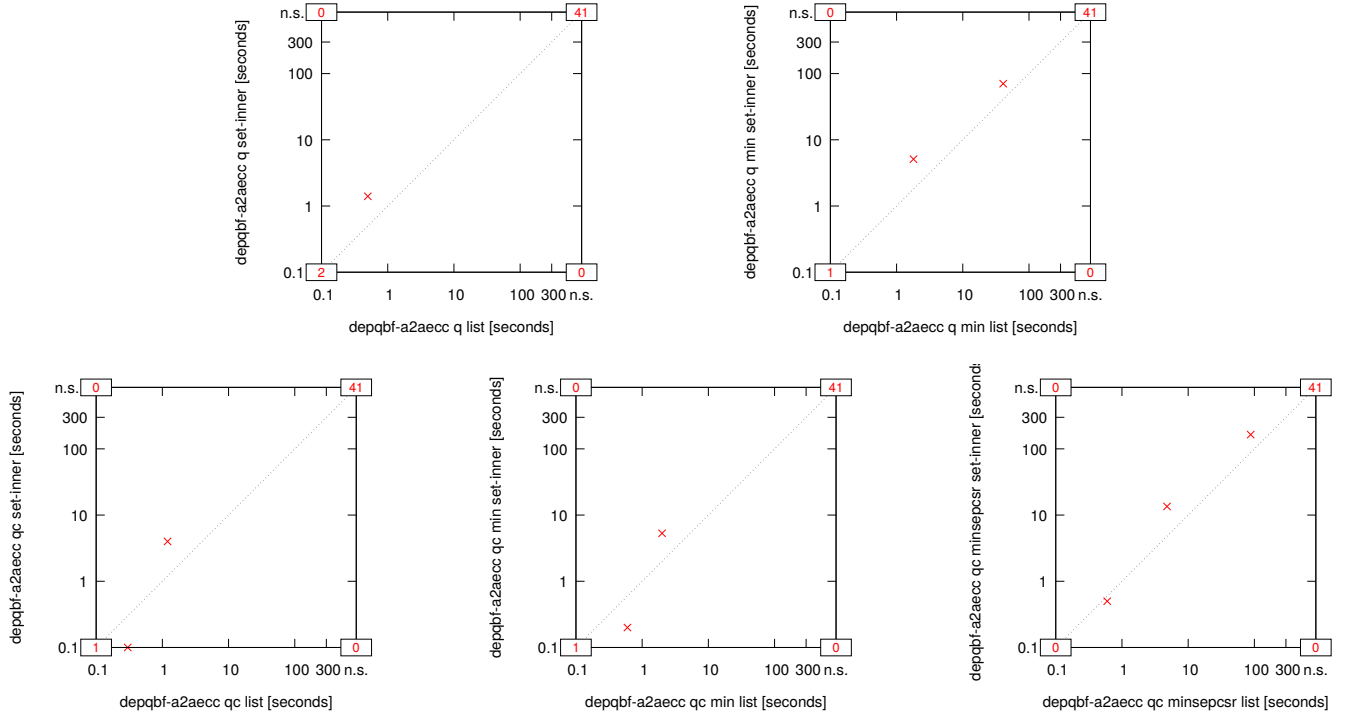 n.s. 0 41
300
100
10
1
0.1 2 0
0.1 1 10 100 300 n.s.
depqbf-a2aecc q set-inner [seconds]
depqbf-a2aecc q list [seconds]
n.s. 0 41
300
100
10
1
0.1 1 0
0.1 1 10 100 300 n.s.
depqbf-a2aecc q min set-inner [seconds]
depqbf-a2aecc q min list [seconds]
n.s. 0 41
300
100
10
1
0.1 1 0
0.1 1 10 100 300 n.s.
depqbf-a2aecc qc set-inner [seconds]
depqbf-a2aecc qc list [seconds]
n.s. 0 41
300
100
10
1
0.1 1 0
0.1 1 10 100 300 n.s.
depqbf-a2aecc qc min set-inner [seconds]
depqbf-a2aecc qc min list [seconds]
n.s. 0 41
300
100
10
1
0.1 0 0
0.1 1 10 100 300 n.s.
depqbf-a2aecc qc minsepcsr set-inner [second
depqbf-a2aecc qc minsepcsr list [seconds]